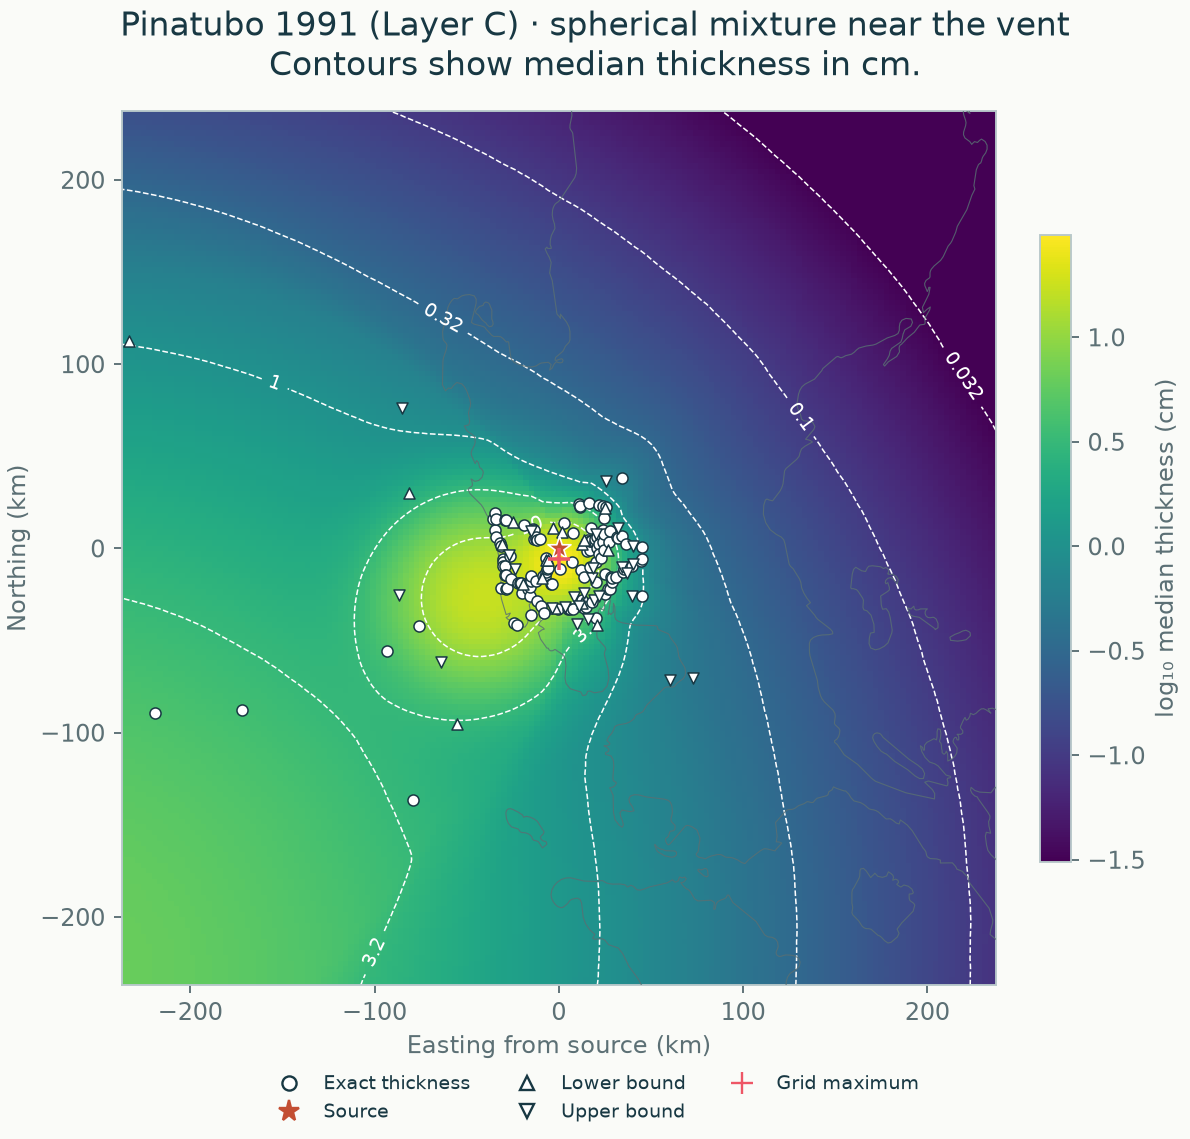 Pinatubo 1991 (Layer C) · spherical mixture near the vent
Contours show median thickness in cm.
Northing (km)
200
100
0
−100
−200
−200
−100
0
100
200
Easting from source (km)
0.32
1
0.1
0.032
3.2
1.0
0.5
0.0
−0.5
−1.0
−1.5
log₁₀ median thickness (cm)
Exact thickness
Lower bound
Grid maximum
Source
Upper bound